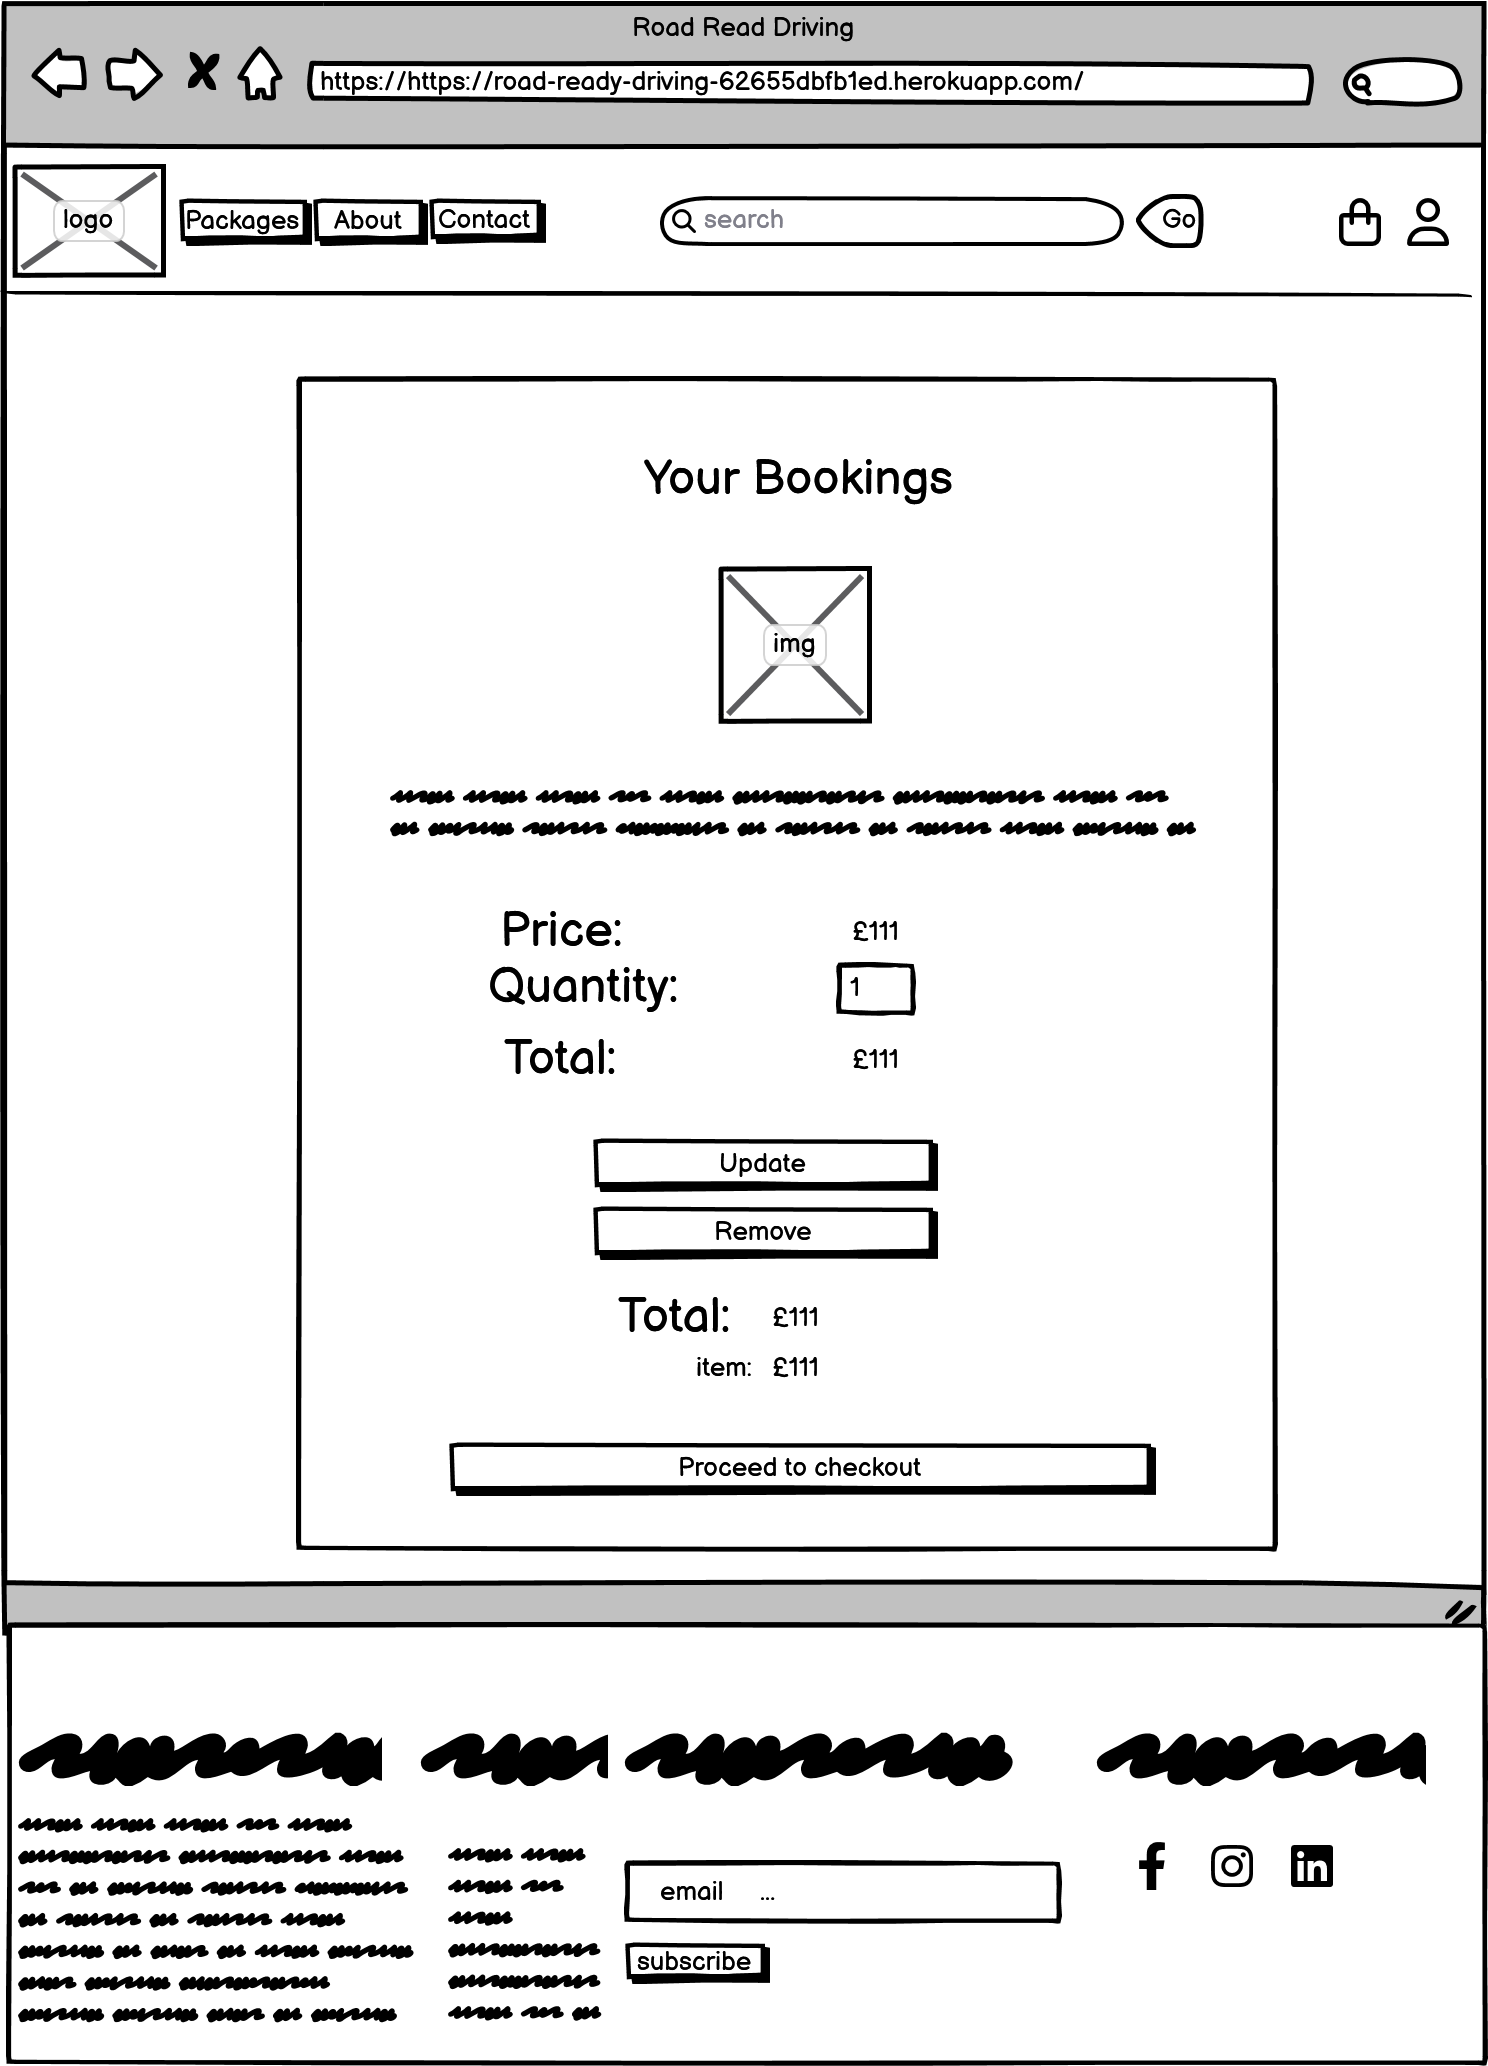 Road Read Driving
https://https://road-ready-driving-62655dbfb1ed.herokuapp.com/
logo
Packages
About
Contact
search
Go
Your Bookings
img
Price: £111
Quantity: 1
Total: £111
Update
Remove
Total: £111
item: £111
Proceed to checkout
email ...
subscribe
in